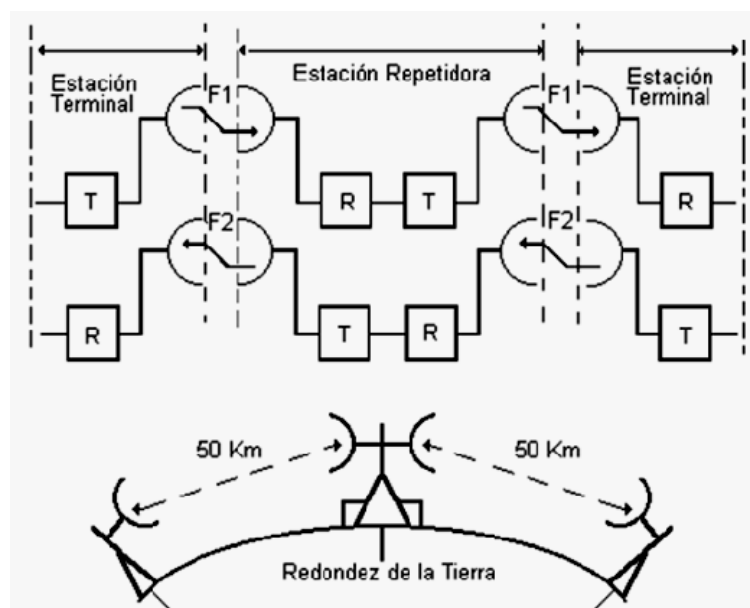 Estación
Terminal
Estación Repetidora
Estación
Terminal
F1
F1
T
R
T
R
F2
F2
R
T
R
T
50 Km
50 Km
Redondez de la Tierra